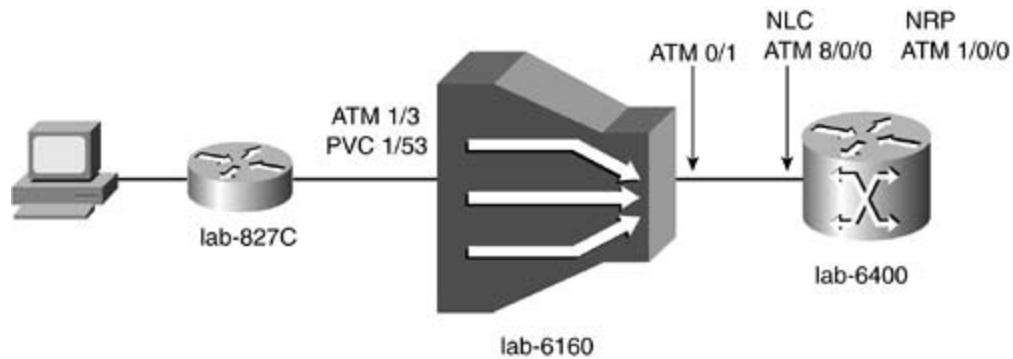 NLC
ATM 8/0/0
NRP
ATM 1/0/0
ATM 0/1
ATM 1/3
PVC 1/53
lab-827C
lab-6400
lab-6160